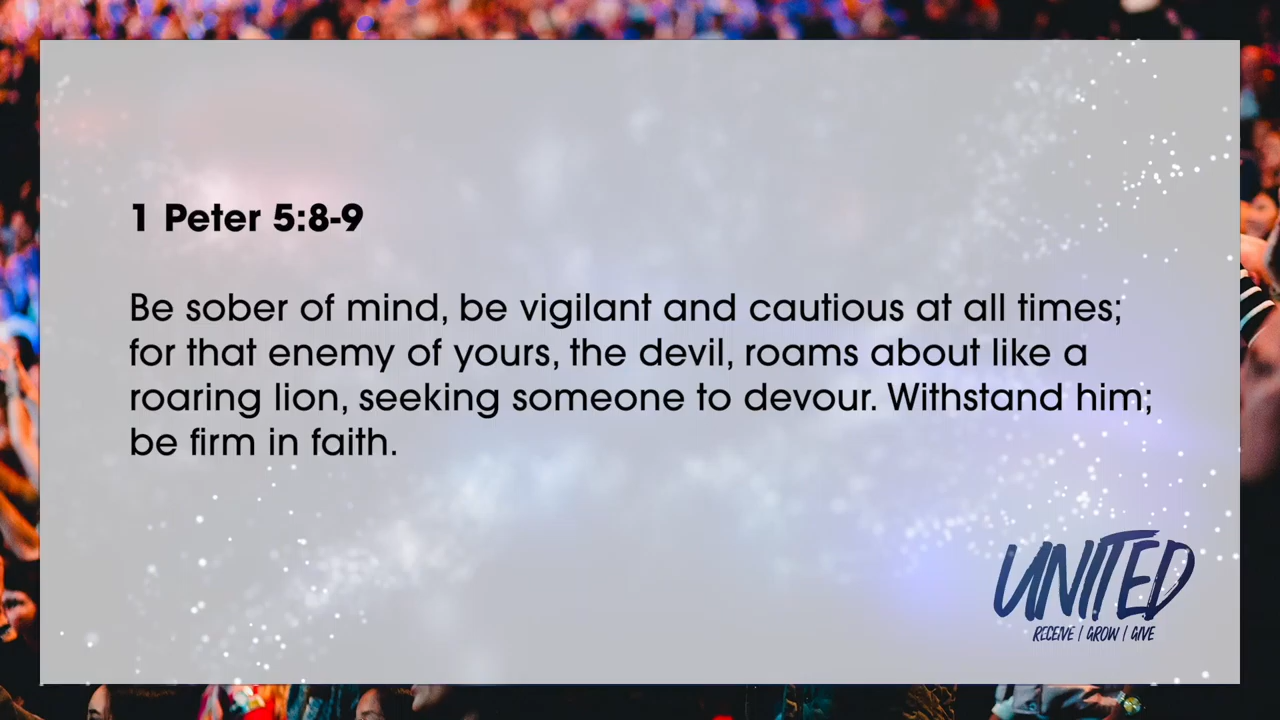 1 Peter 5:8-9
Be sober of mind, be vigilant and cautious at all times;
for that enemy of yours, the devil, roams about like a
roaring lion, seeking someone to devour. Withstand him;
be firm in faith.
UNITED
RECEIVE / GROW / GIVE